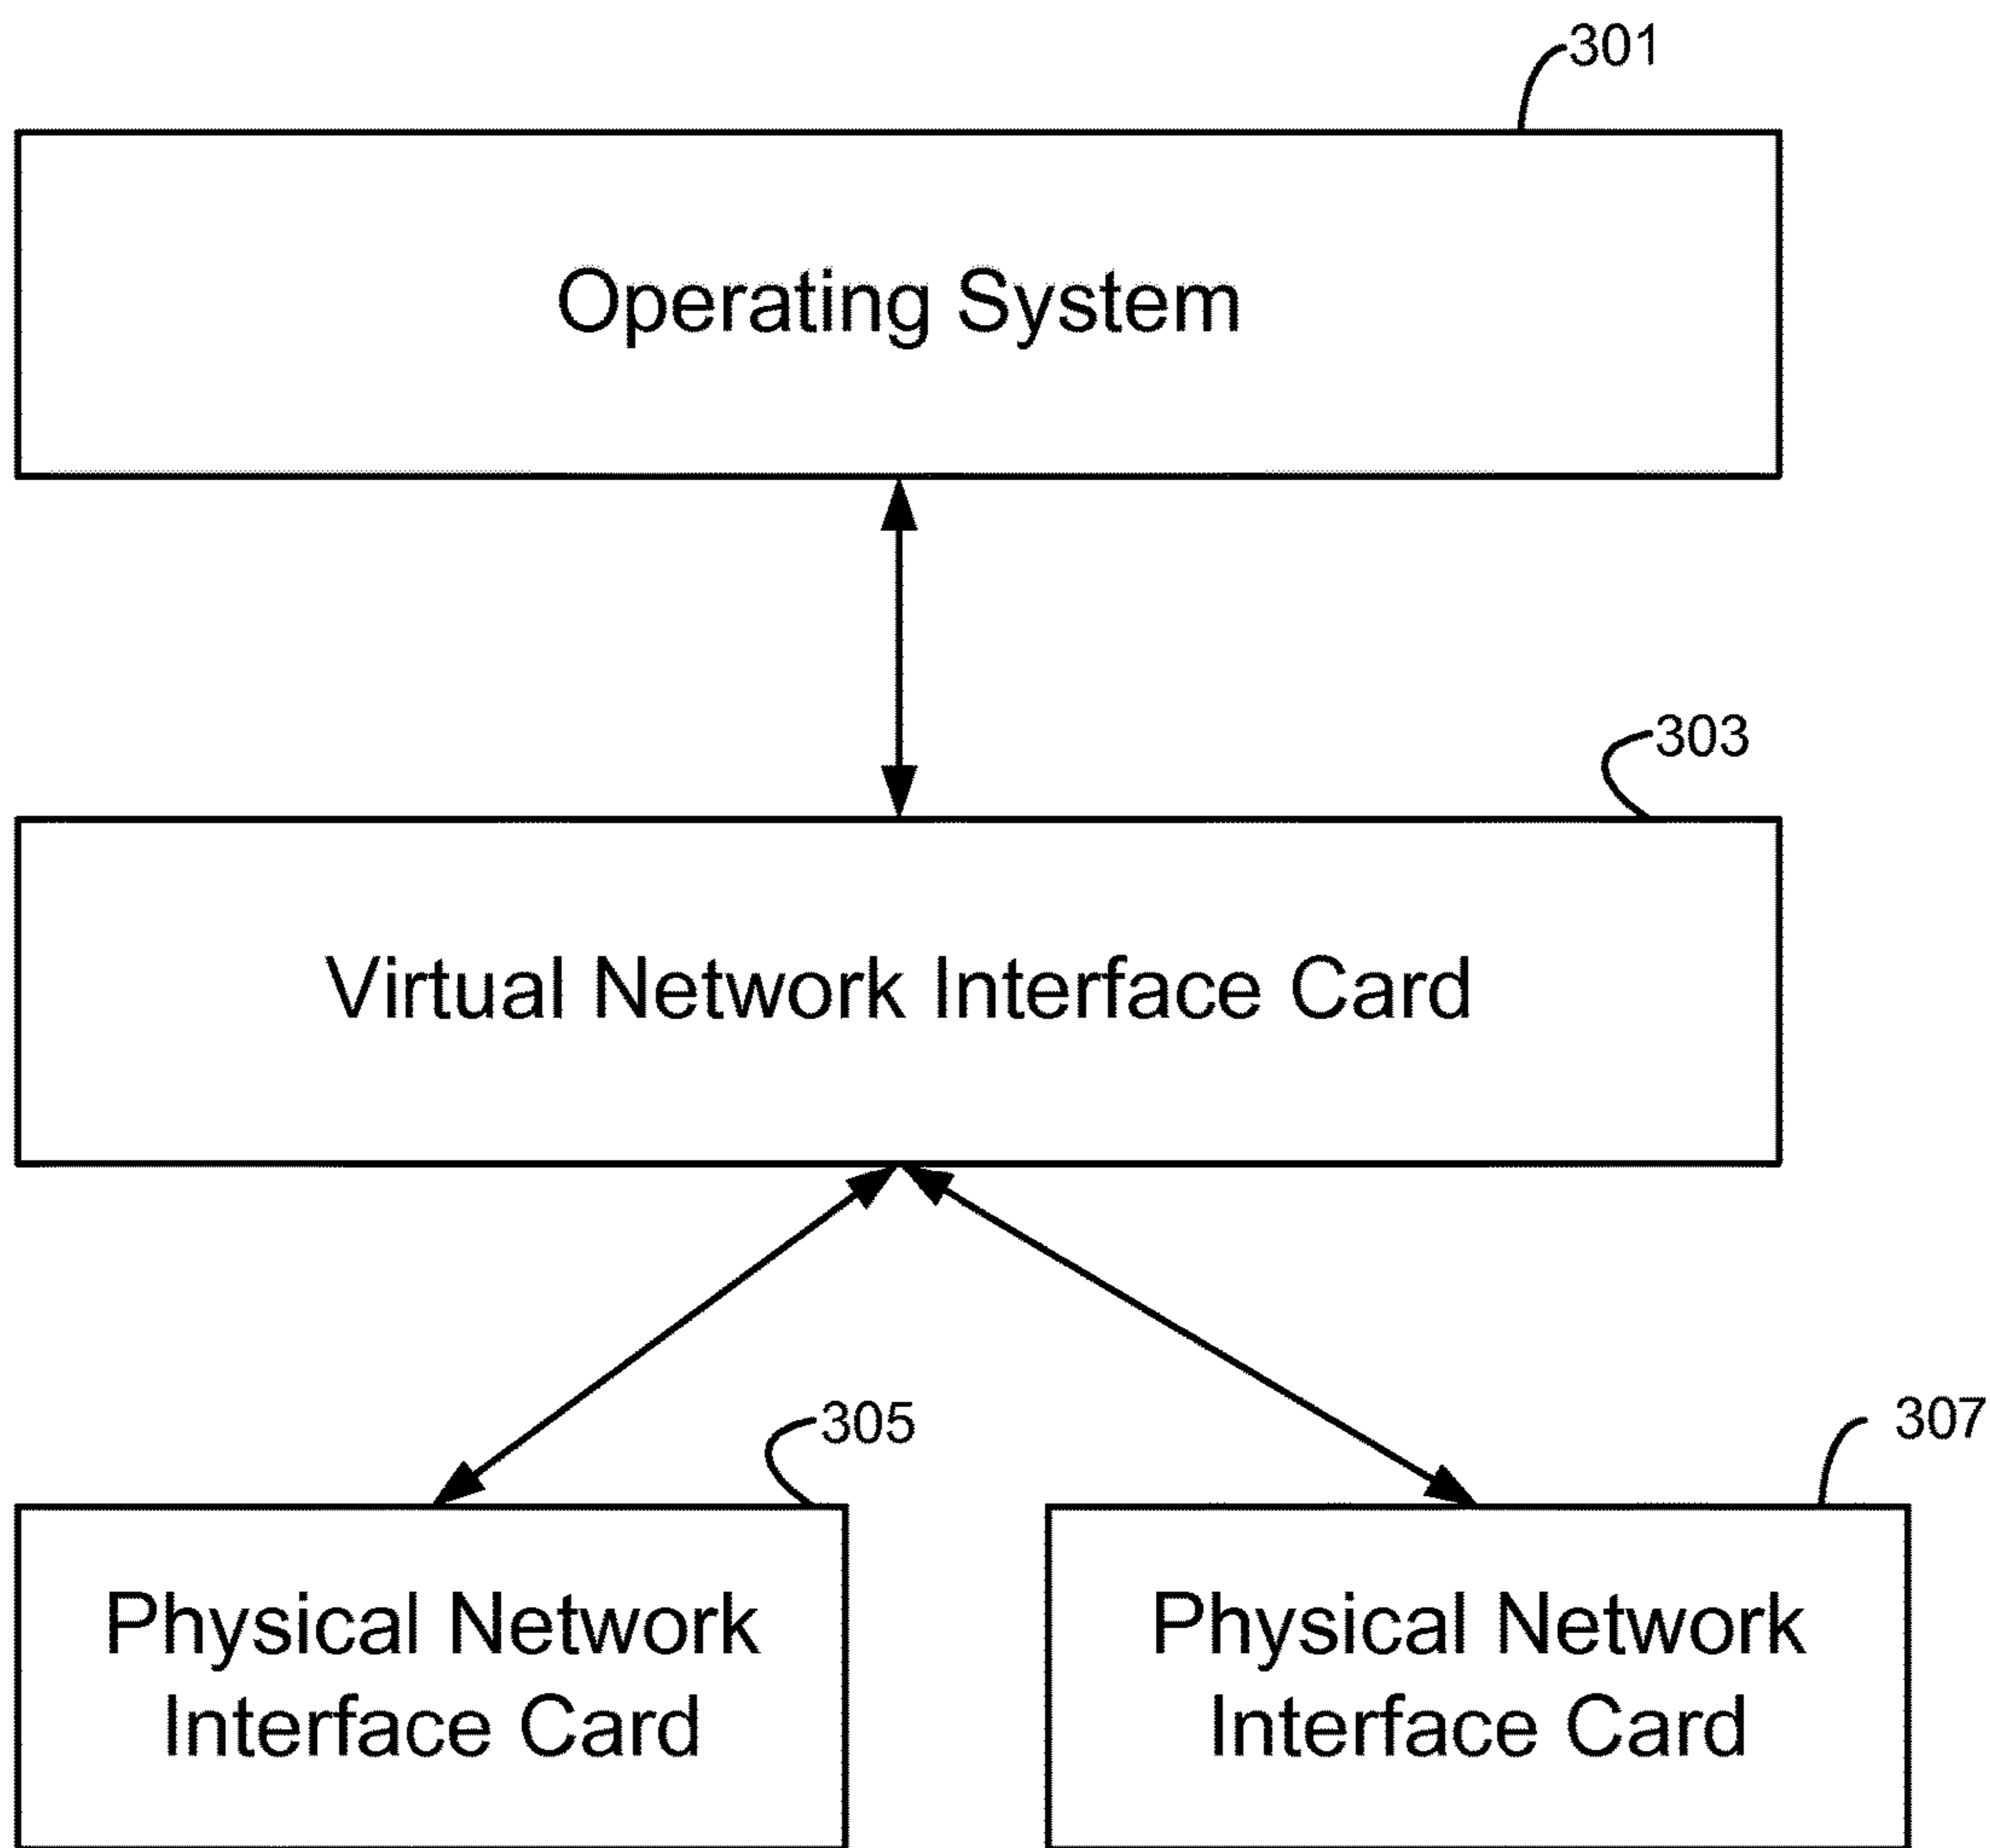 301
Operating System
303
Virtual Network Interface Card
305
307
Physical Network
Interface Card
Physical Network
Interface Card